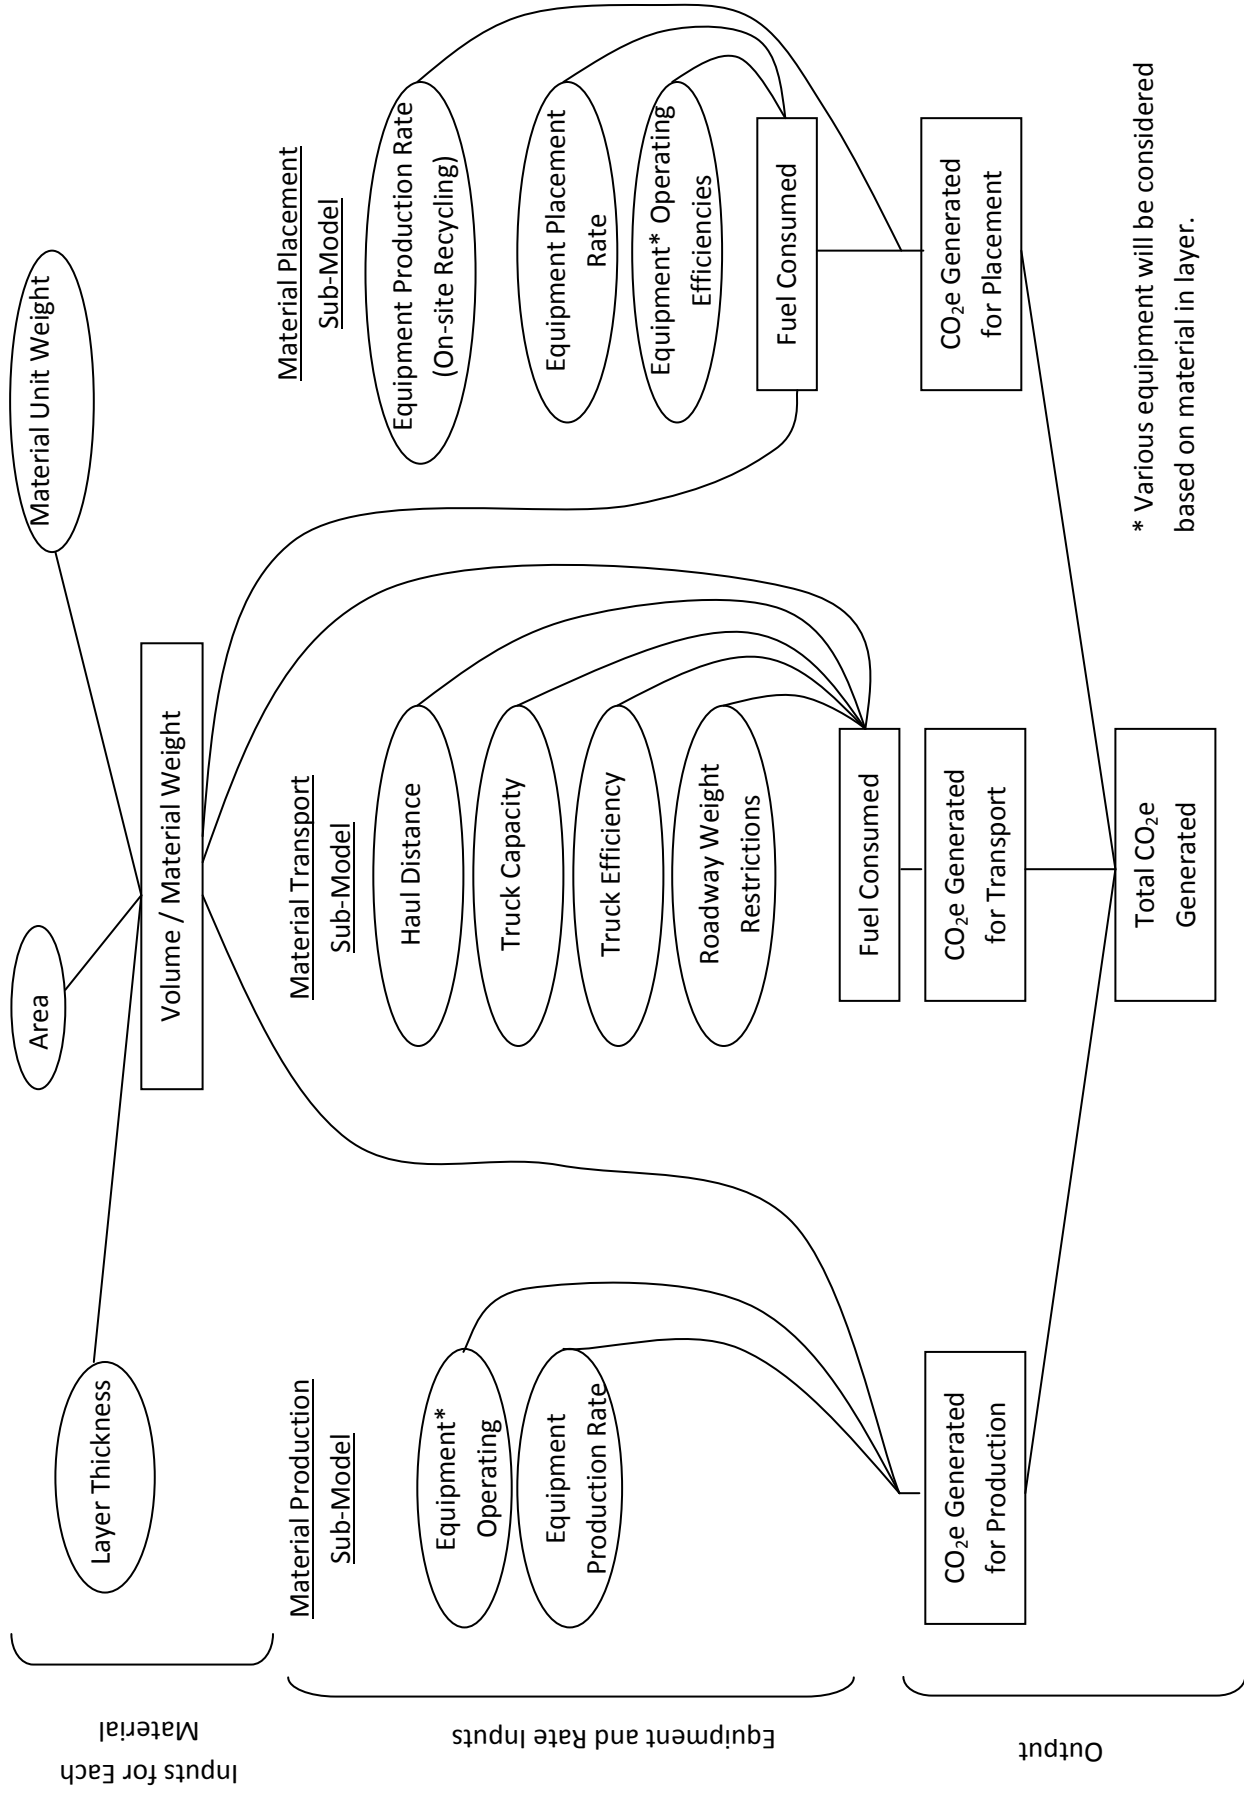 Inputs for Each
Material
Layer Thickness
Area
Material Unit Weight
Volume / Material Weight
Equipment and Rate Inputs
Material Production
Sub-Model
Equipment*
Operating
Equipment
Production Rate
Material Transport
Sub-Model
Haul Distance
Truck Capacity
Truck Efficiency
Roadway Weight
Restrictions
Fuel Consumed
Material Placement
Sub-Model
Equipment Production Rate
(On-site Recycling)
Equipment Placement
Rate
Equipment* Operating
Efficiencies
Fuel Consumed
Output
CO₂e Generated
for Production
CO₂e Generated
for Transport
CO₂e Generated
for Placement
Total CO₂e
Generated
* Various equipment will be considered
based on material in layer.